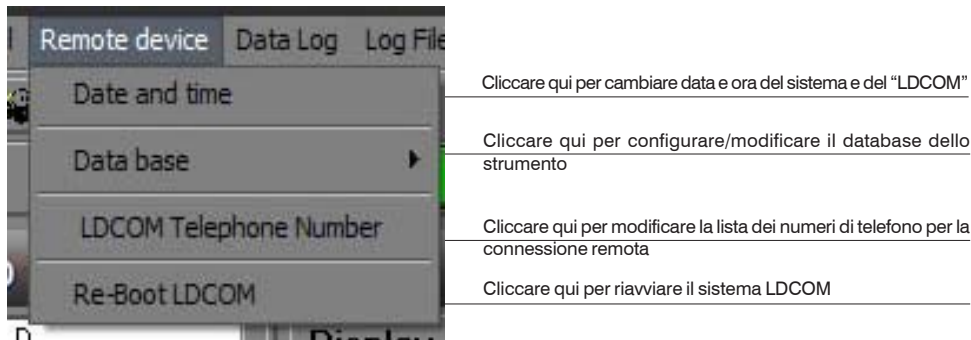 Remote device Data Log Log File
Date and time
Cliccare qui per cambiare data e ora del sistema e del “LDCOM”
Data base
Cliccare qui per configurare/modificare il database dello
strumento
LDCOM Telephone Number
Cliccare qui per modificare la lista dei numeri di telefono per la
connessione remota
Re-Boot LDCOM
Cliccare qui per riavviare il sistema LDCOM